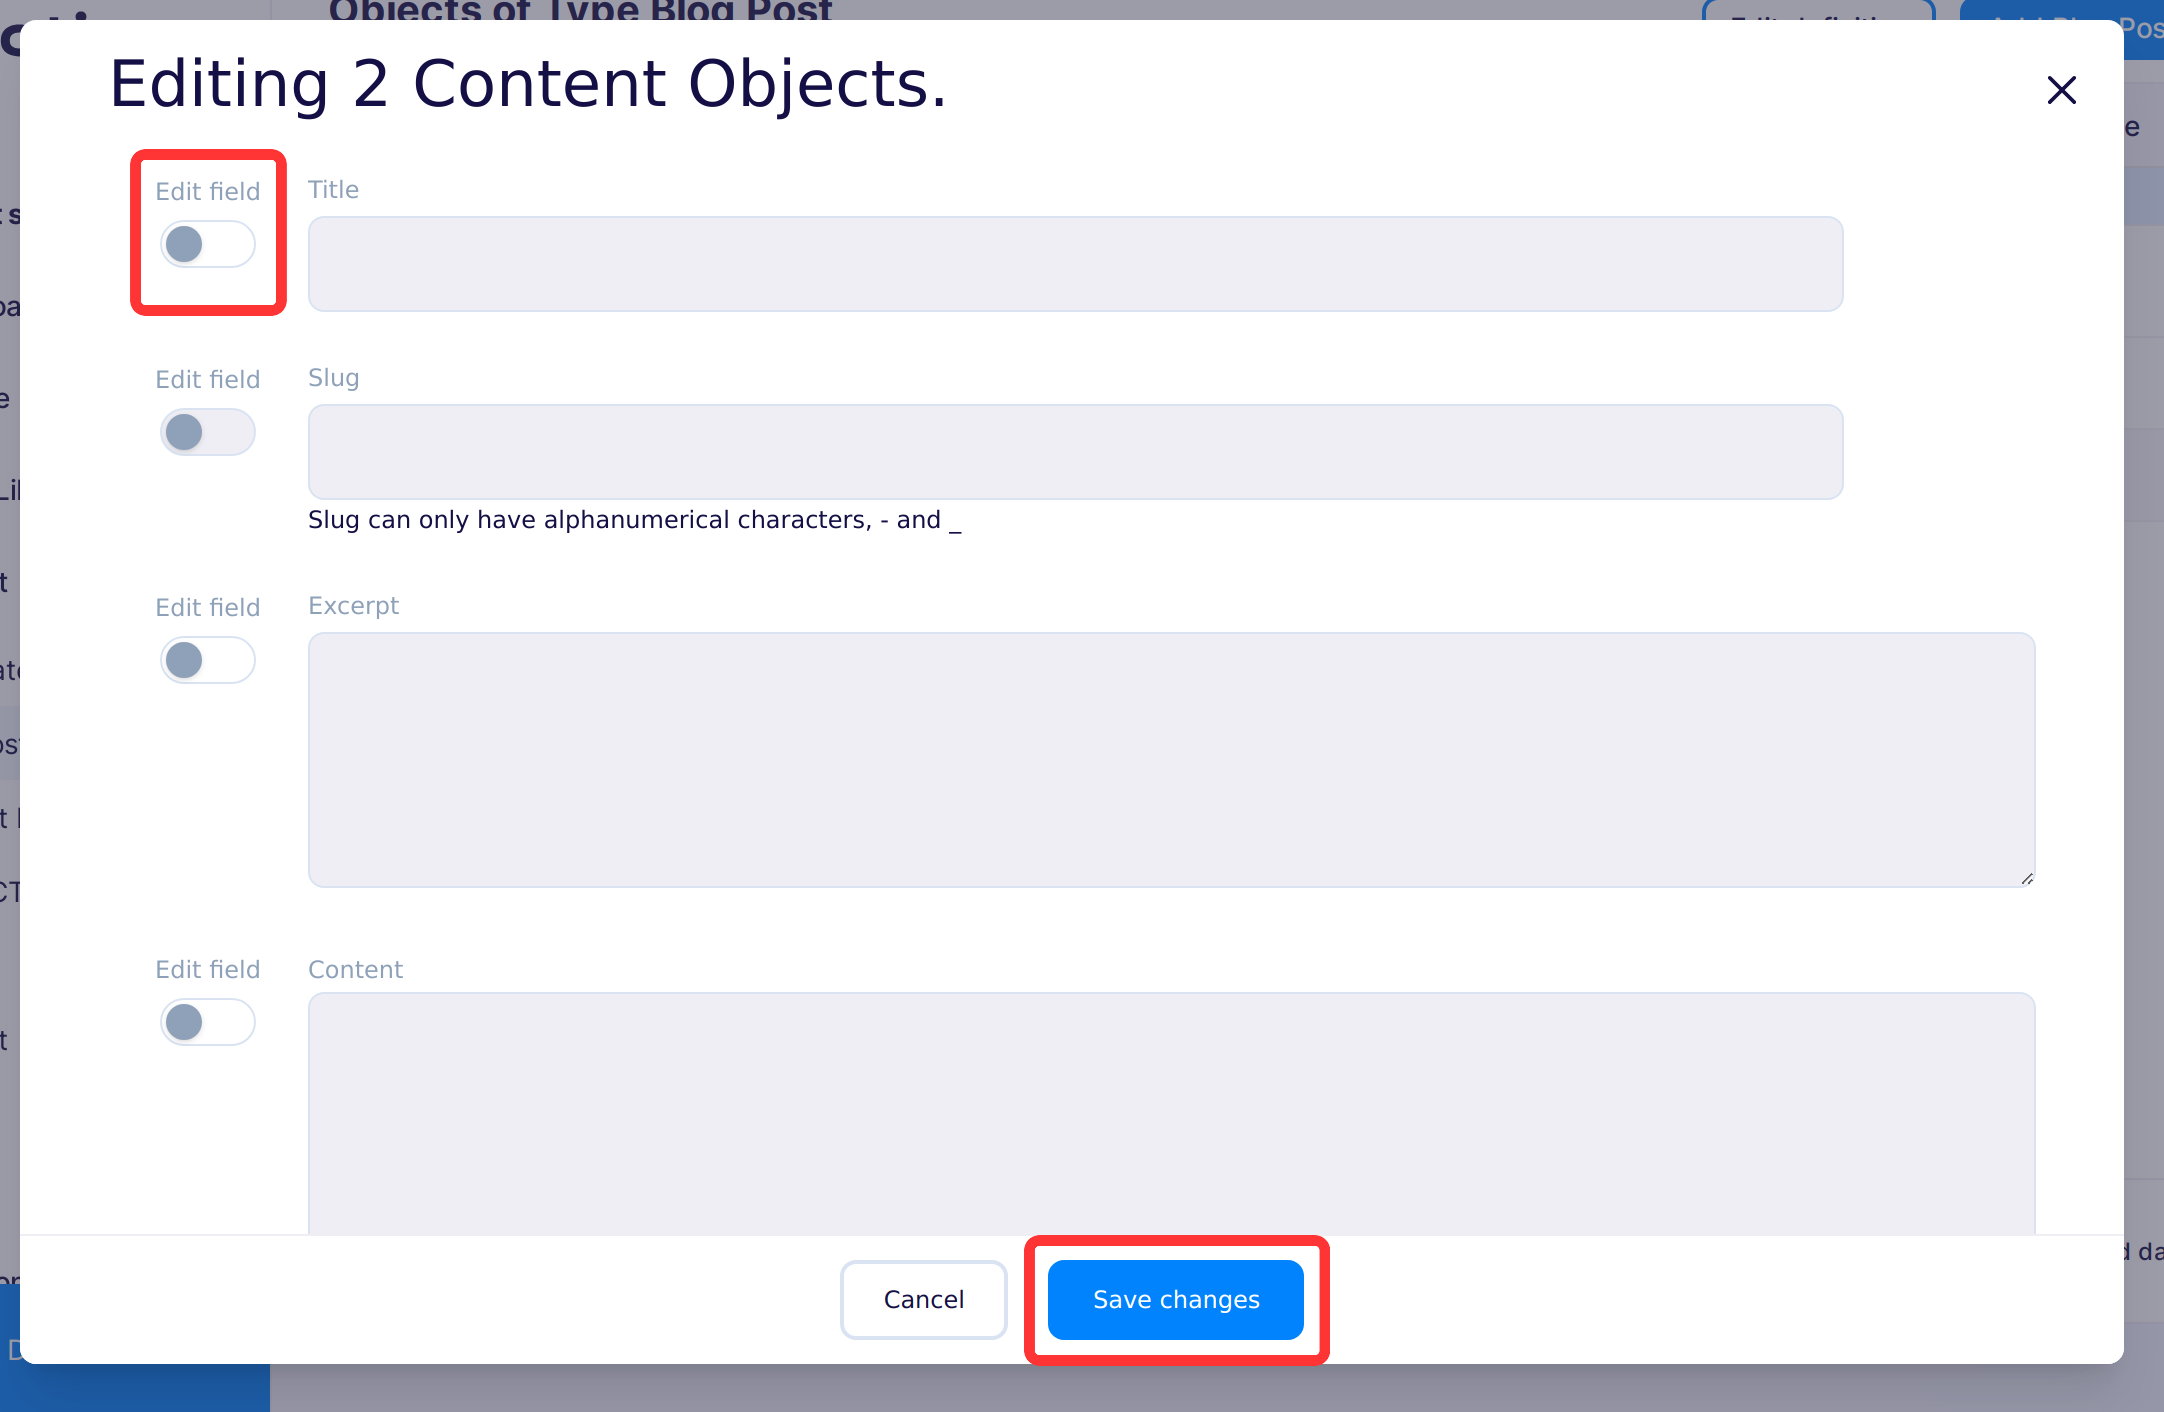 Objects of Type Blog Post
Editing 2 Content Objects.
Edit field
Title
Edit field
Slug
Slug can only have alphanumerical characters, - and _
Edit field
Excerpt
Edit field
Content
Cancel
Save changes